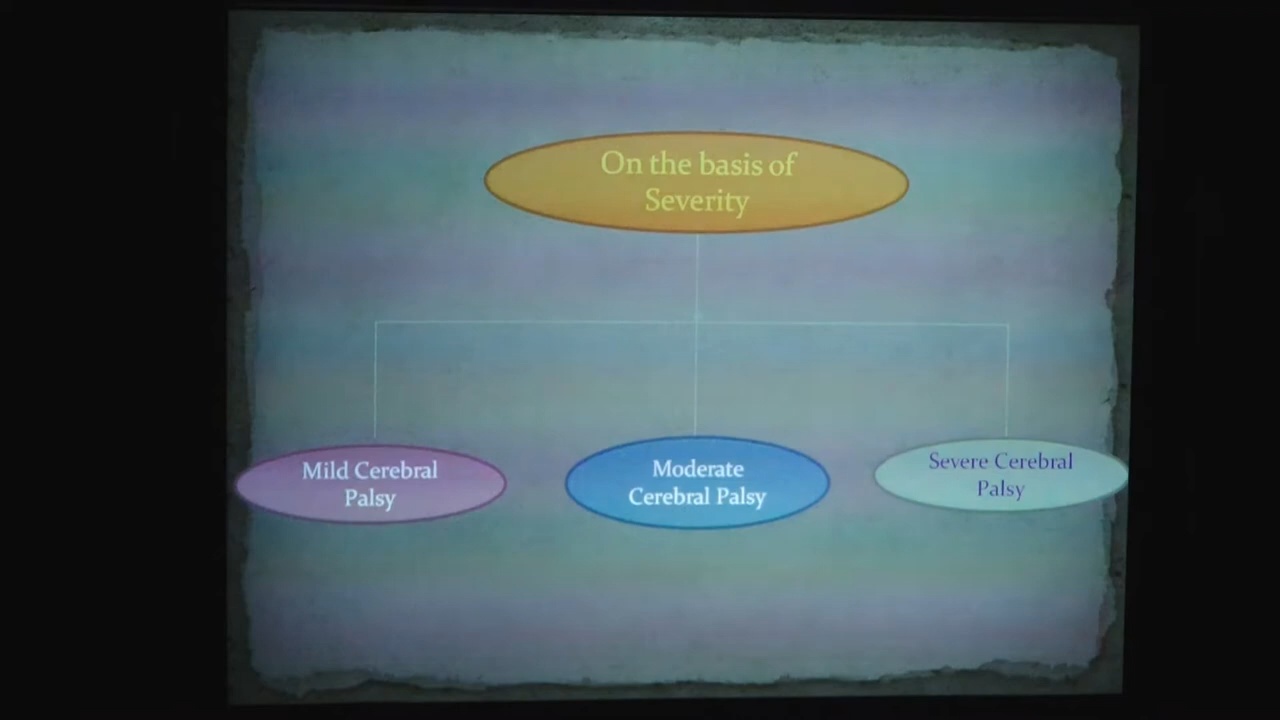 On the basis of
Severity
Mild Cerebral
Palsy
Moderate
Cerebral Palsy
Severe Cerebral
Palsy